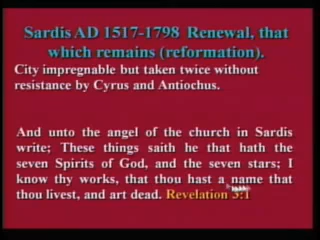 Sardis AD 1517-1798 Renewal, that
which remains (reformation).
City impregnable but taken twice without
resistance by Cyrus and Antiochus.
And unto the angel of the church in Sardis
write; These things saith he that hath the
seven Spirits of God, and the seven stars; I
know thy works, that thou hast a name that
thou livest, and art dead. Revelation 3:1